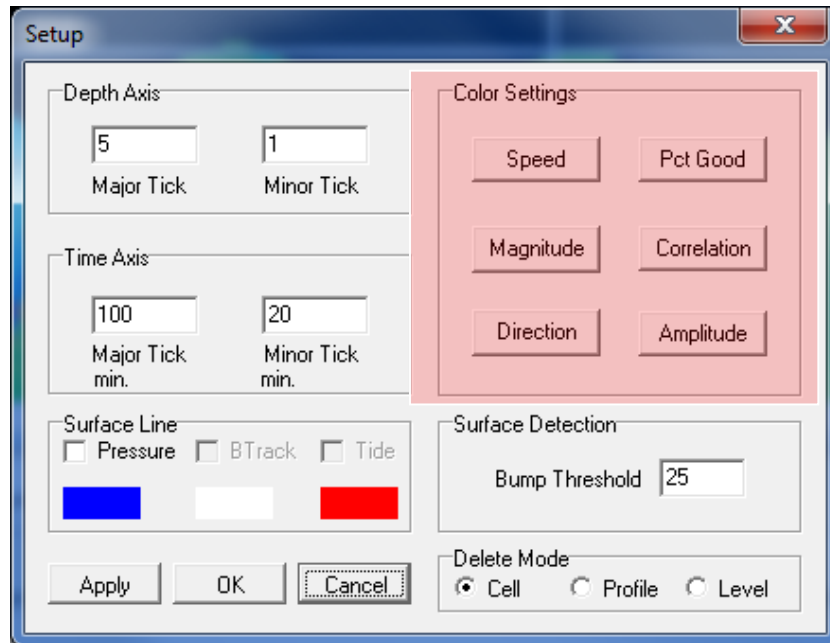 Setup
X
Depth Axis
5
1
Major Tick
Minor Tick
Time Axis
100
20
Major Tick
min.
Minor Tick
min.
Surface Line
Pressure
BTrack
Tide
Apply
OK
Cancel
Color Settings
Speed
Pct Good
Magnitude
Correlation
Direction
Amplitude
Surface Detection
Bump Threshold
25
Delete Mode
Cell
Profile
Level